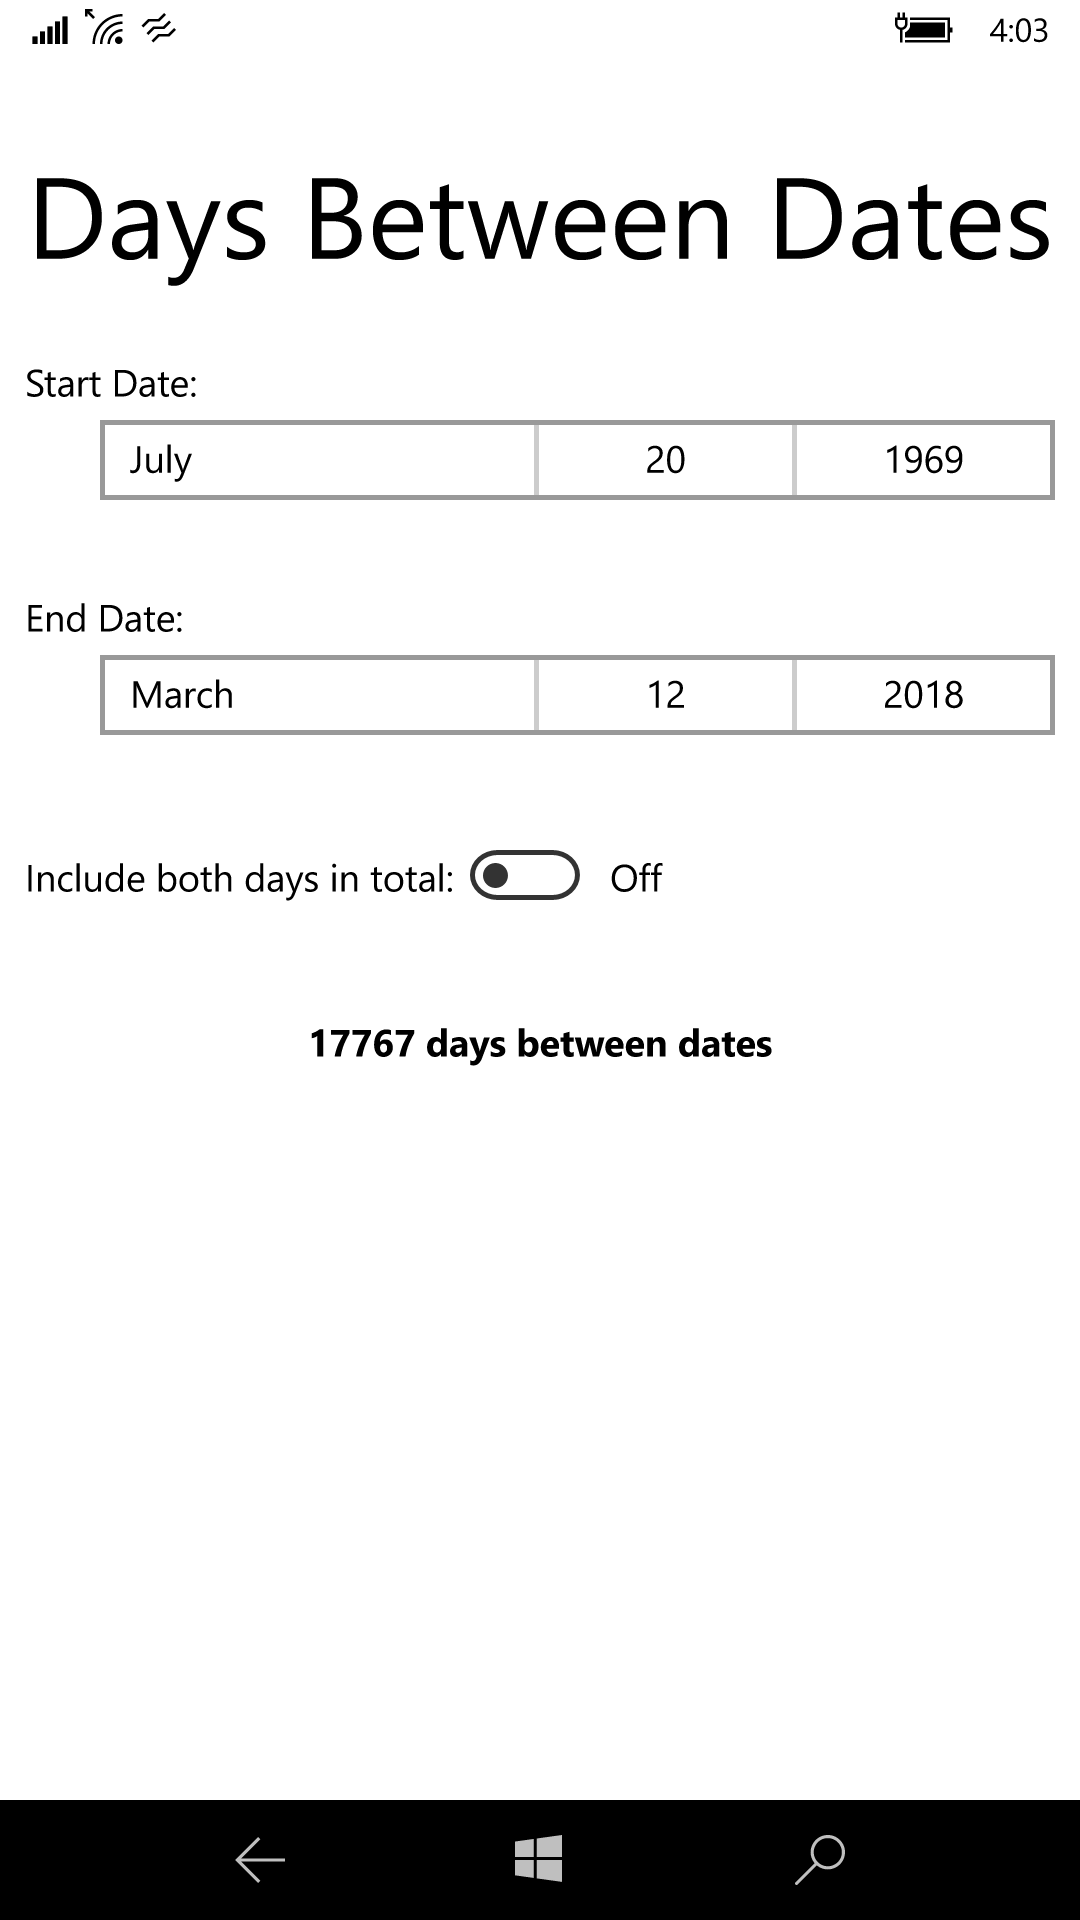 4:03
Days Between Dates
Start Date:
July 20 1969
End Date:
March 12 2018
Include both days in total: Off
17767 days between dates